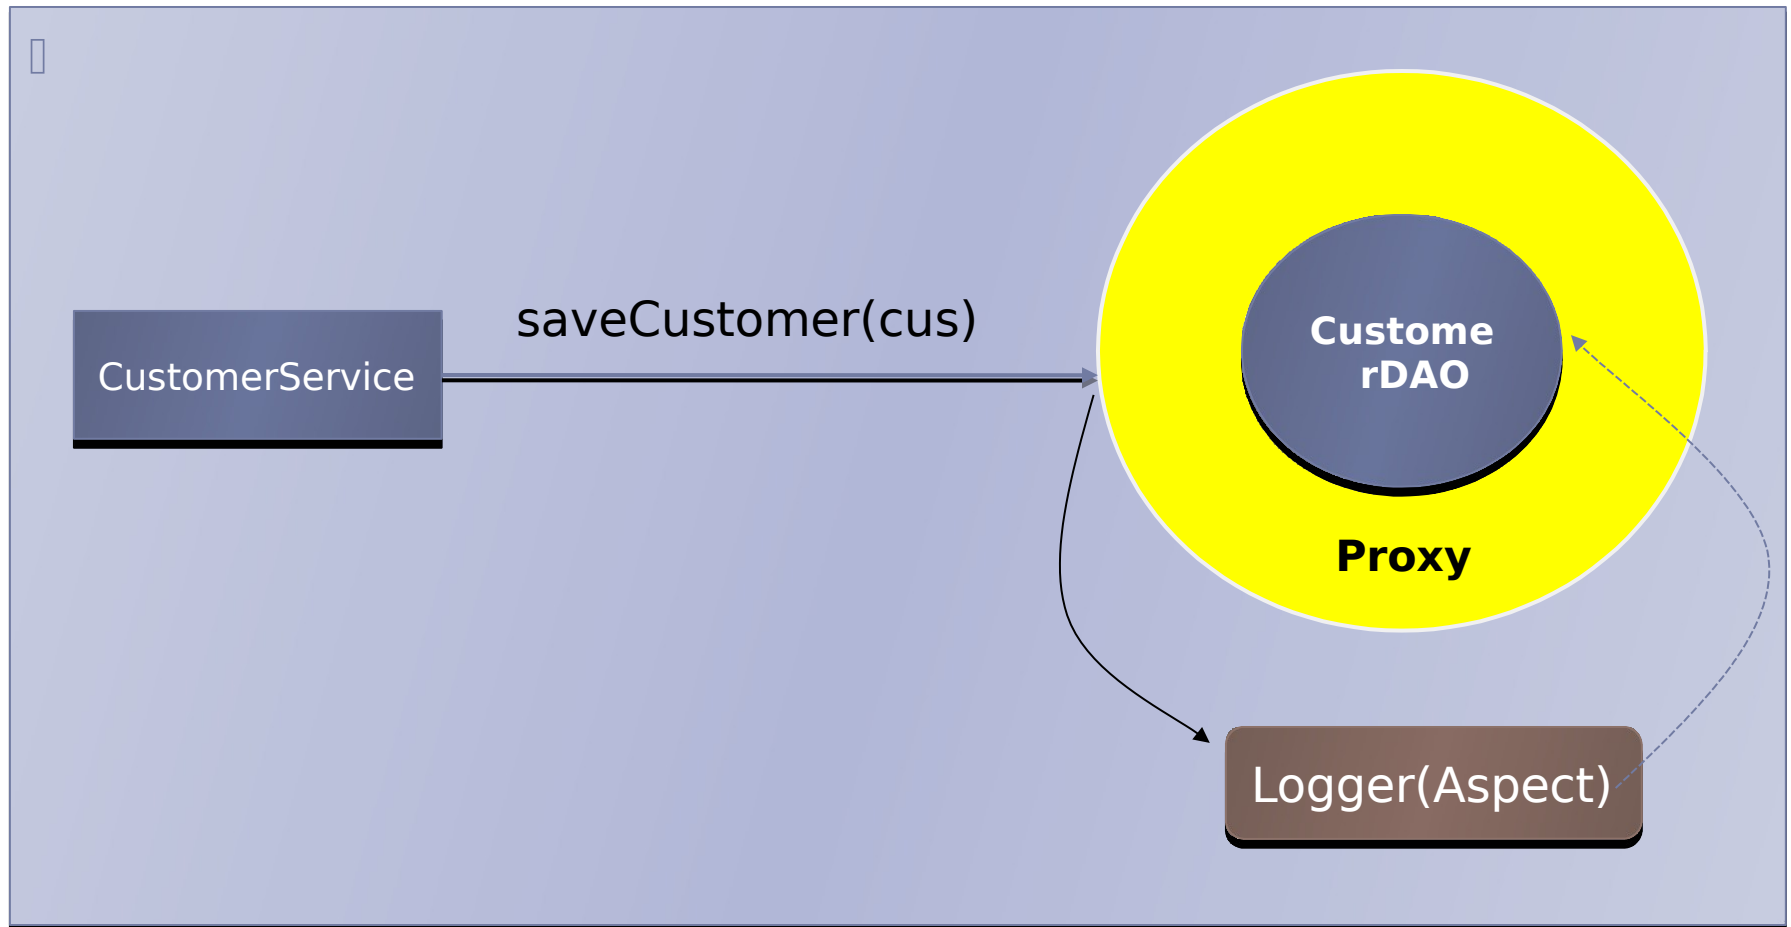 saveCustomer(cus)
CustomerService
Custome
rDAO
Proxy
Logger(Aspect)